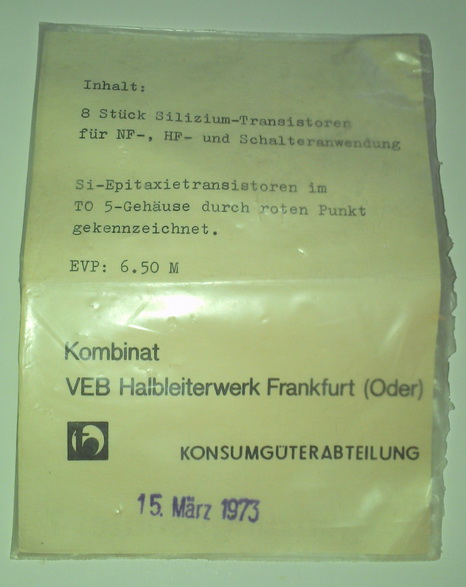 Inhalt:
8 Stück Silizium-Transistoren
für NF-, HF- und Schalteranwendung
Si-Epitaxietransistoren im
TO 5-Gehäuse durch roten Punkt
gekennzeichnet.
EVP: 6.50 M
Kombinat
VEB Halbleiterwerk Frankfurt (Oder)
KONSUMGÜTERABTEILUNG
15. März 1973